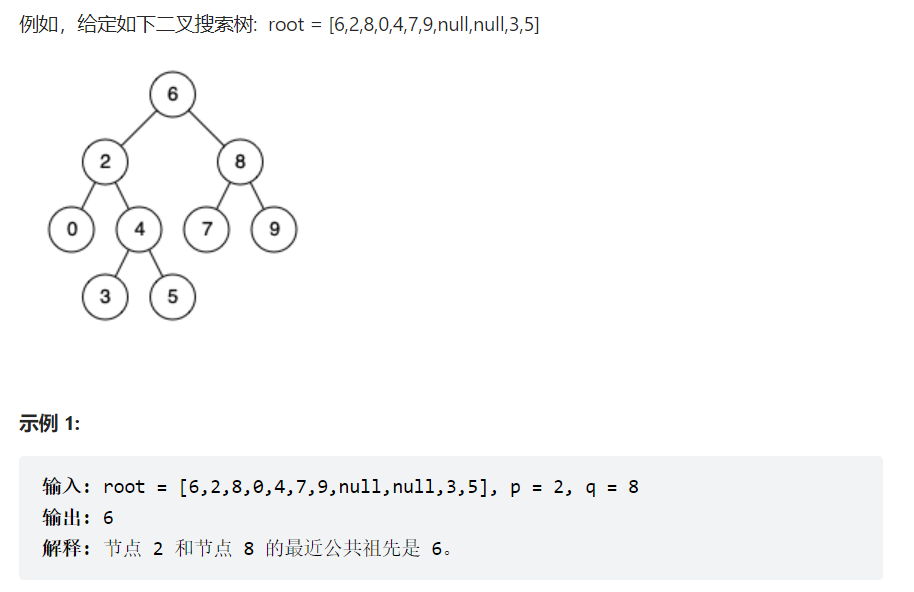 例如，给定如下二叉搜索树: root = [6,2,8,0,4,7,9,null,null,3,5]
6
2 8
0 4 7 9
3 5
示例 1:
输入: root = [6,2,8,0,4,7,9,null,null,3,5], p = 2, q = 8
输出: 6
解释: 节点 2 和节点 8 的最近公共祖先是 6。